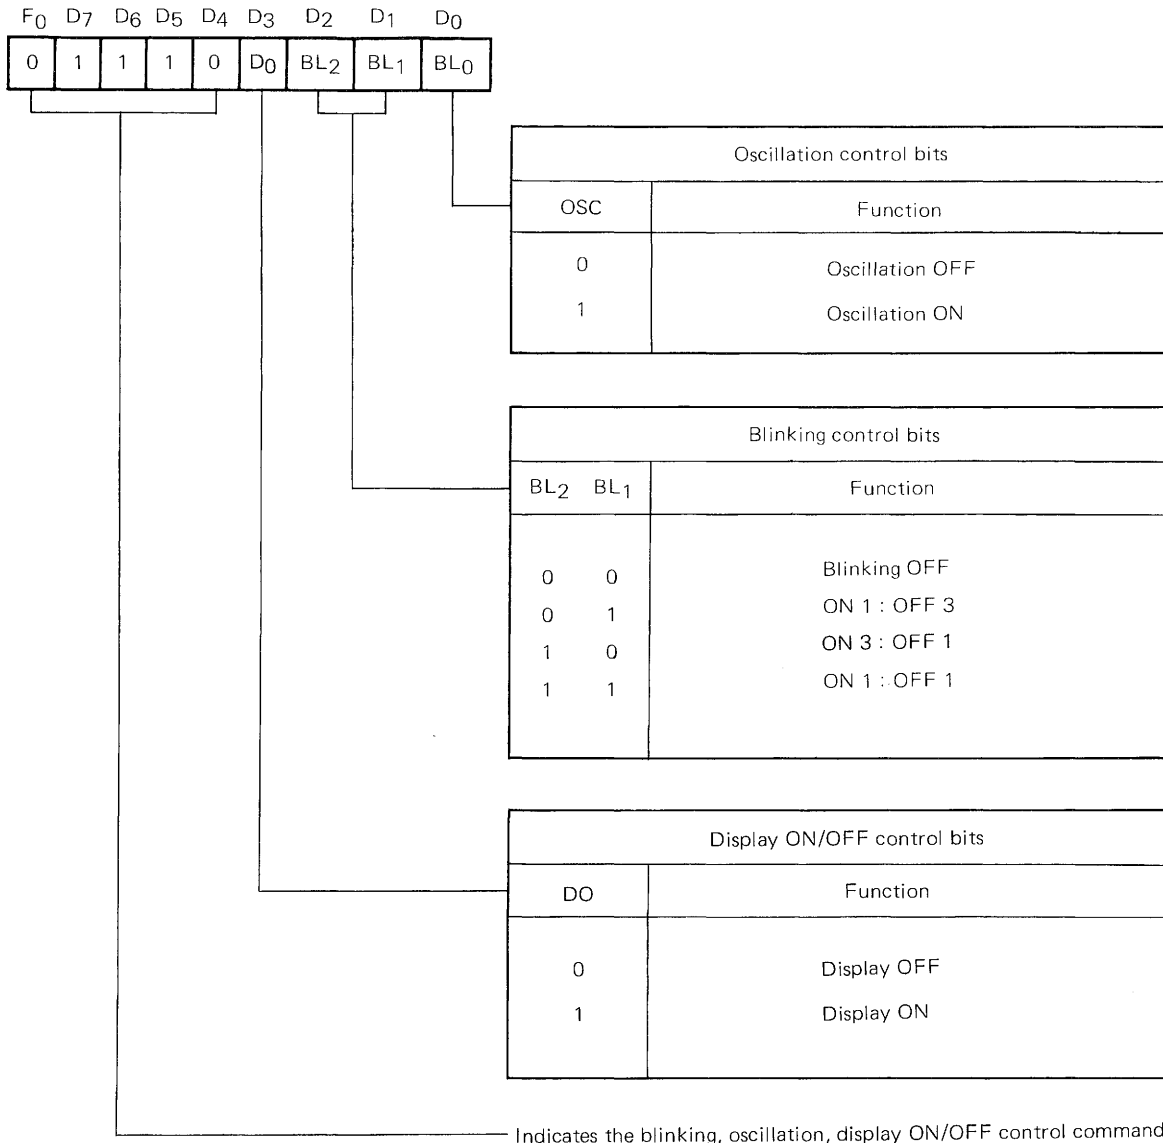 F0 D7 D6 D5 D4 D3 D2 D1 D0
0 1 1 1 0 D0 BL2 BL1 BL0
Oscillation control bits
OSC Function
0 Oscillation OFF
1 Oscillation ON
Blinking control bits
BL2 BL1 Function
0 0 Blinking OFF
0 1 ON 1 : OFF 3
1 0 ON 3 : OFF 1
1 1 ON 1 : OFF 1
Display ON/OFF control bits
DO Function
0 Display OFF
1 Display ON
Indicates the blinking, oscillation, display ON/OFF control command